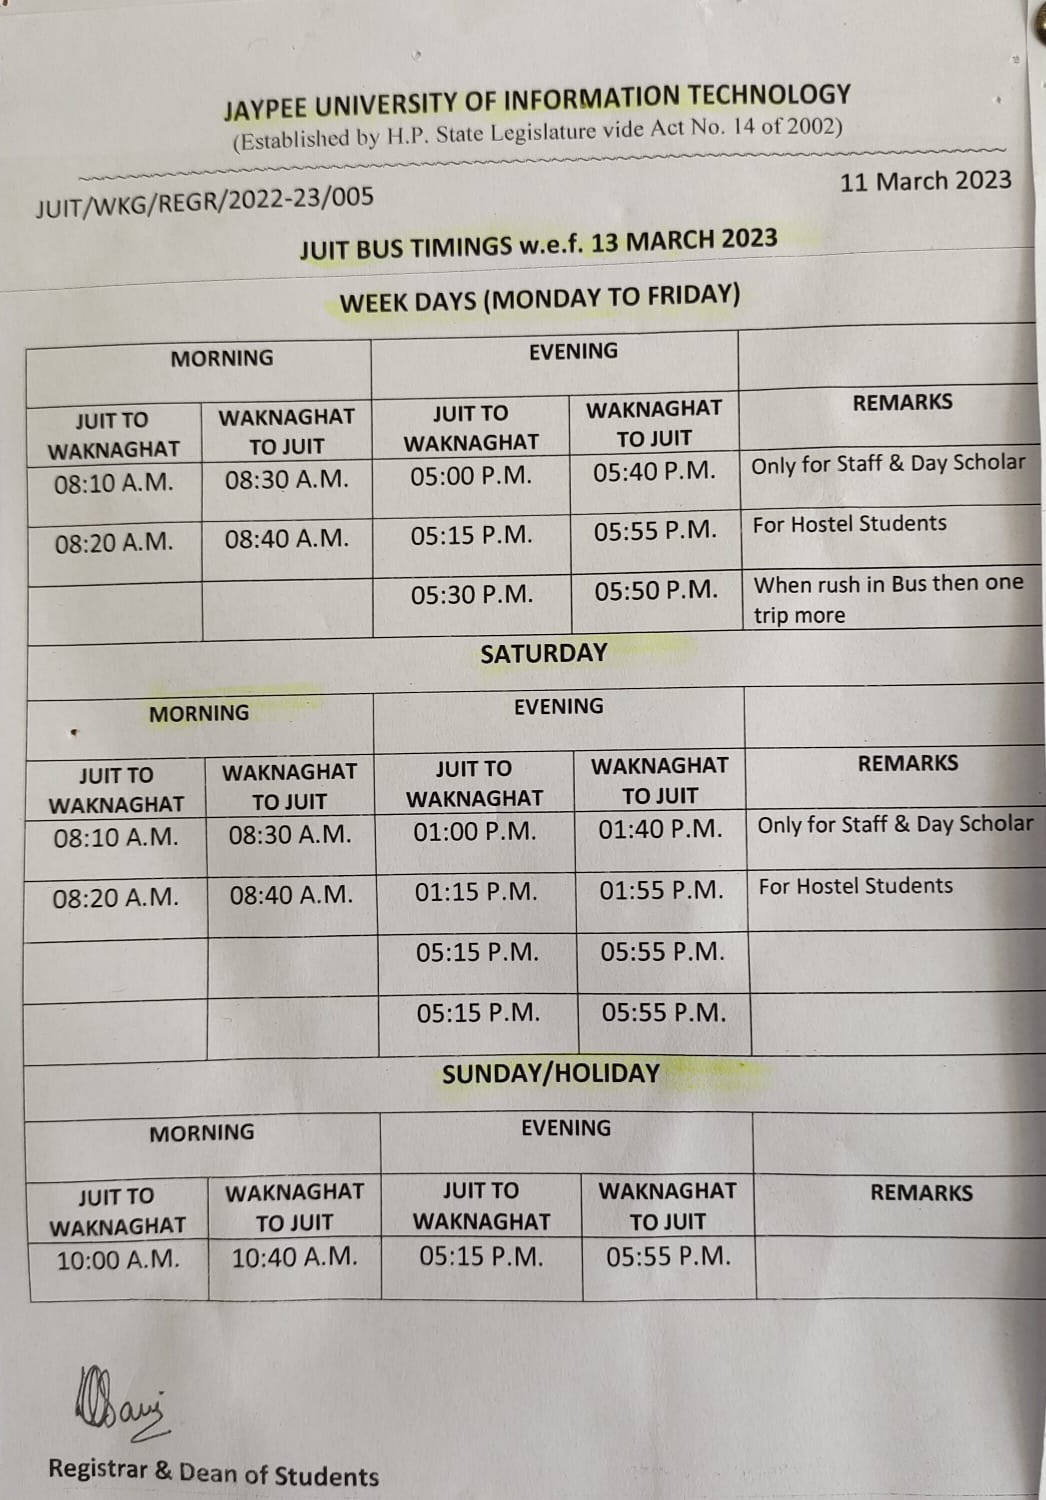 JAYPEE UNIVERSITY OF INFORMATION TECHNOLOGY
(Established by H.P. State Legislature vide Act No. 14 of 2002)
JUIT/WKG/REGR/2022-23/005 11 March 2023
JUIT BUS TIMINGS w.e.f. 13 MARCH 2023
WEEK DAYS (MONDAY TO FRIDAY)
MORNING EVENING
JUIT TO WAKNAGHAT JUIT TO WAKNAGHAT REMARKS
WAKNAGHAT TO JUIT WAKNAGHAT TO JUIT
08:10 A.M. 08:30 A.M. 05:00 P.M. 05:40 P.M. Only for Staff & Day Scholar
08:20 A.M. 08:40 A.M. 05:15 P.M. 05:55 P.M. For Hostel Students
05:30 P.M. 05:50 P.M. When rush in Bus then one
trip more
SATURDAY
MORNING EVENING
JUIT TO WAKNAGHAT JUIT TO WAKNAGHAT REMARKS
WAKNAGHAT TO JUIT WAKNAGHAT TO JUIT
08:10 A.M. 08:30 A.M. 01:00 P.M. 01:40 P.M. Only for Staff & Day Scholar
08:20 A.M. 08:40 A.M. 01:15 P.M. 01:55 P.M. For Hostel Students
05:15 P.M. 05:55 P.M.
05:15 P.M. 05:55 P.M.
SUNDAY/HOLIDAY
MORNING EVENING
JUIT TO WAKNAGHAT JUIT TO WAKNAGHAT REMARKS
WAKNAGHAT TO JUIT WAKNAGHAT TO JUIT
10:00 A.M. 10:40 A.M. 05:15 P.M. 05:55 P.M.
Registrar & Dean of Students